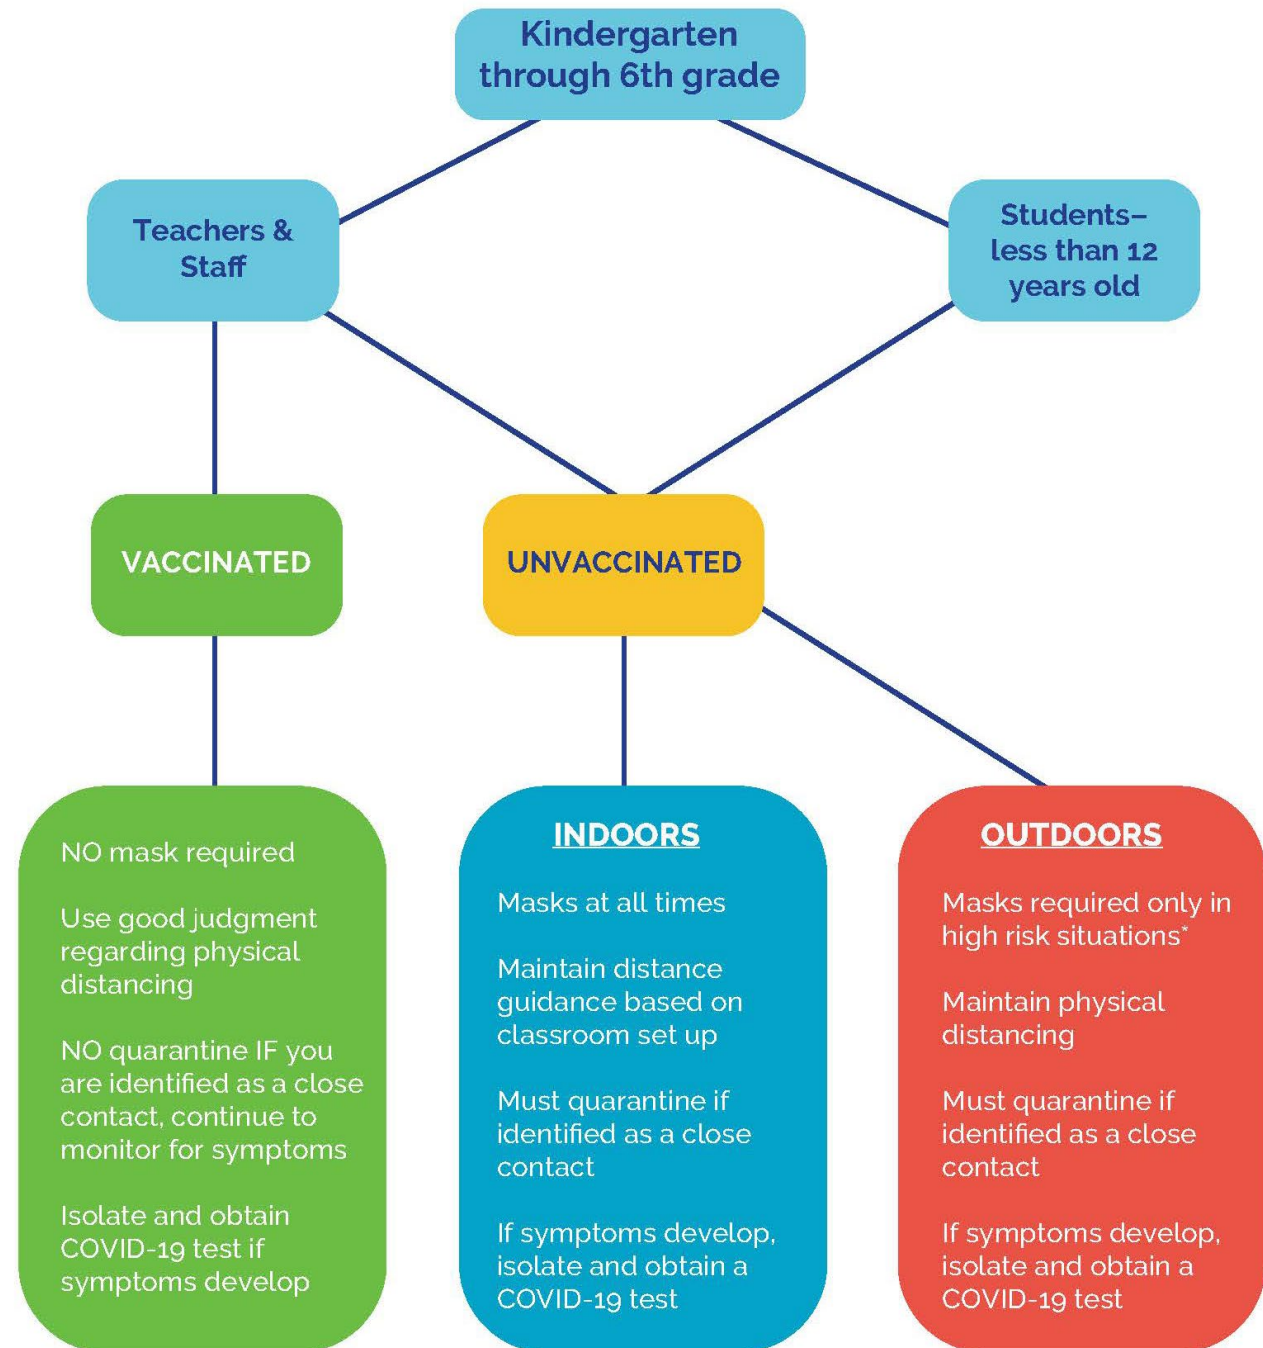 Kindergarten
through 6th grade
Teachers &
Staff
Students–
less than 12
years old
VACCINATED
UNVACCINATED
NO mask required
Use good judgment
regarding physical
distancing
NO quarantine IF you
are identified as a close
contact, continue to
monitor for symptoms
Isolate and obtain
COVID-19 test if
symptoms develop
INDOORS
Masks at all times
Maintain distance
guidance based on
classroom set up
Must quarantine if
identified as a close
contact
If symptoms develop,
isolate and obtain a
COVID-19 test
OUTDOORS
Masks required only in
high risk situations*
Maintain physical
distancing
Must quarantine if
identified as a close
contact
If symptoms develop,
isolate and obtain a
COVID-19 test